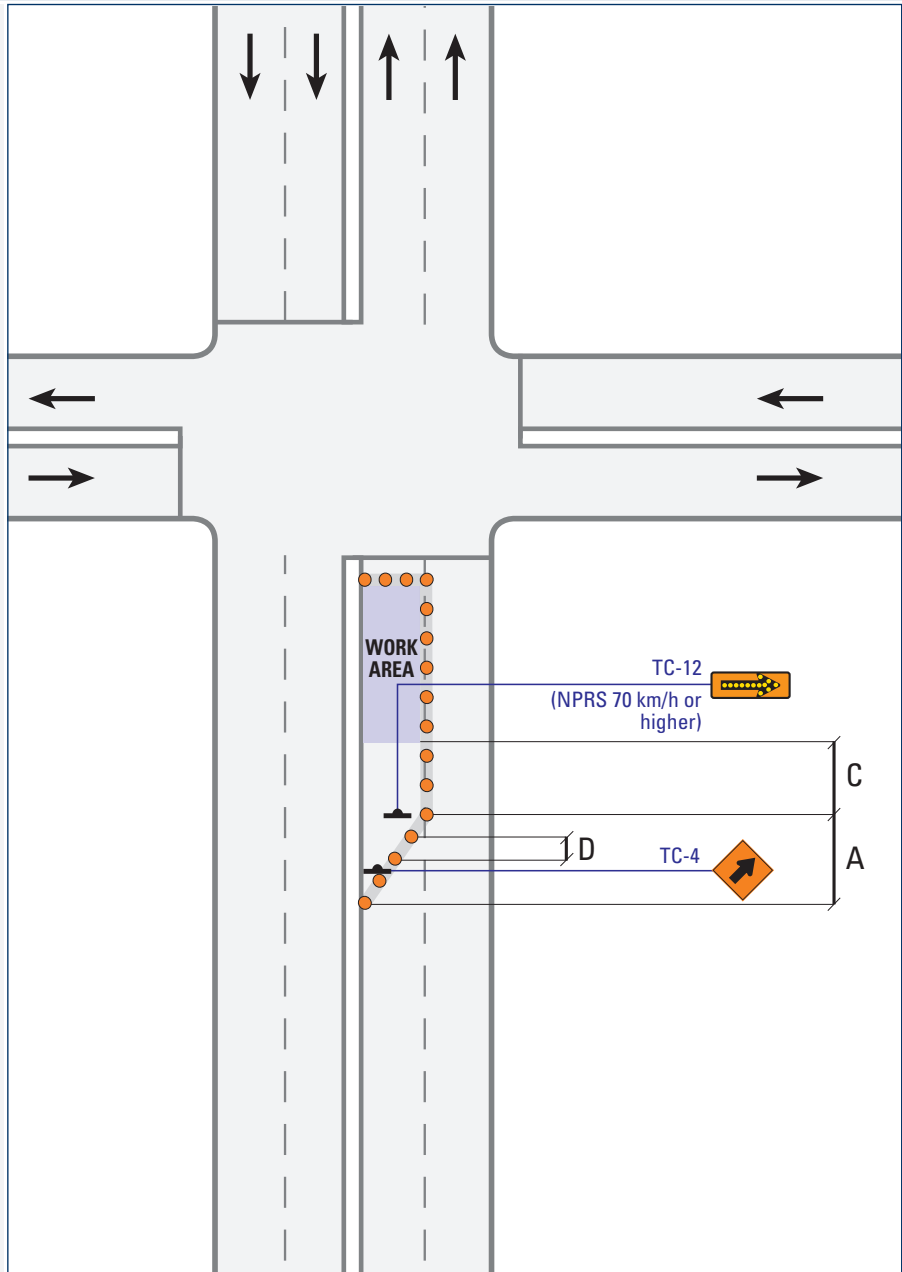 WORK
AREA
TC-12
(NPRS 70 km/h or
higher)
C
D
TC-4
A